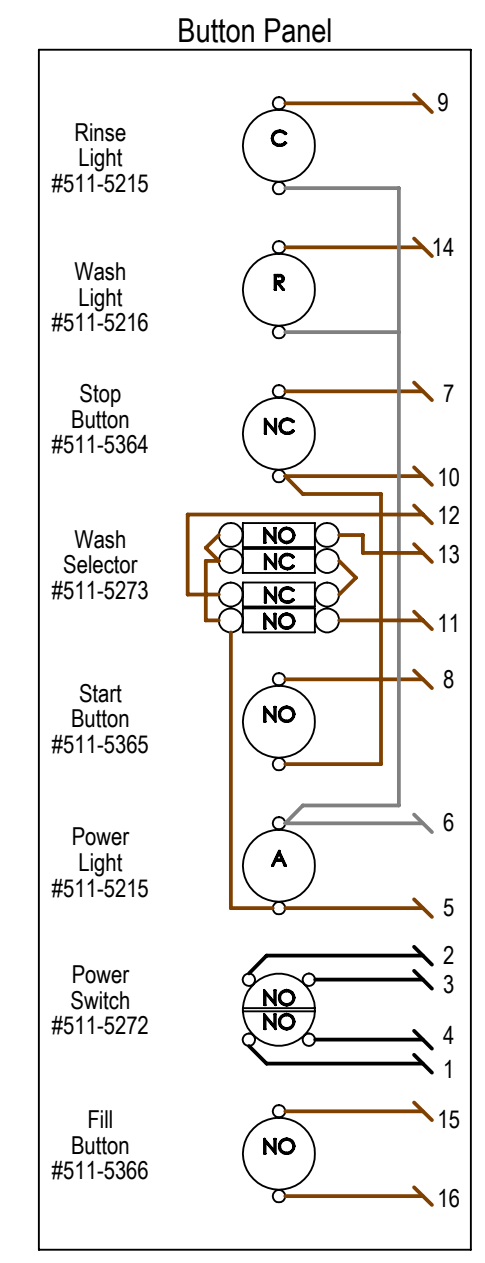 Button Panel
9
Rinse
Light
#511-5215
C
14
Wash
Light
#511-5216
R
7
Stop
Button
#511-5364
NC
10
12
Wash
Selector
#511-5273
NO
NC
NC
NO
13
11
8
Start
Button
#511-5365
NO
6
Power
Light
#511-5215
A
5
2
3
Power
Switch
#511-5272
NO
NO
4
1
15
Fill
Button
#511-5366
NO
16